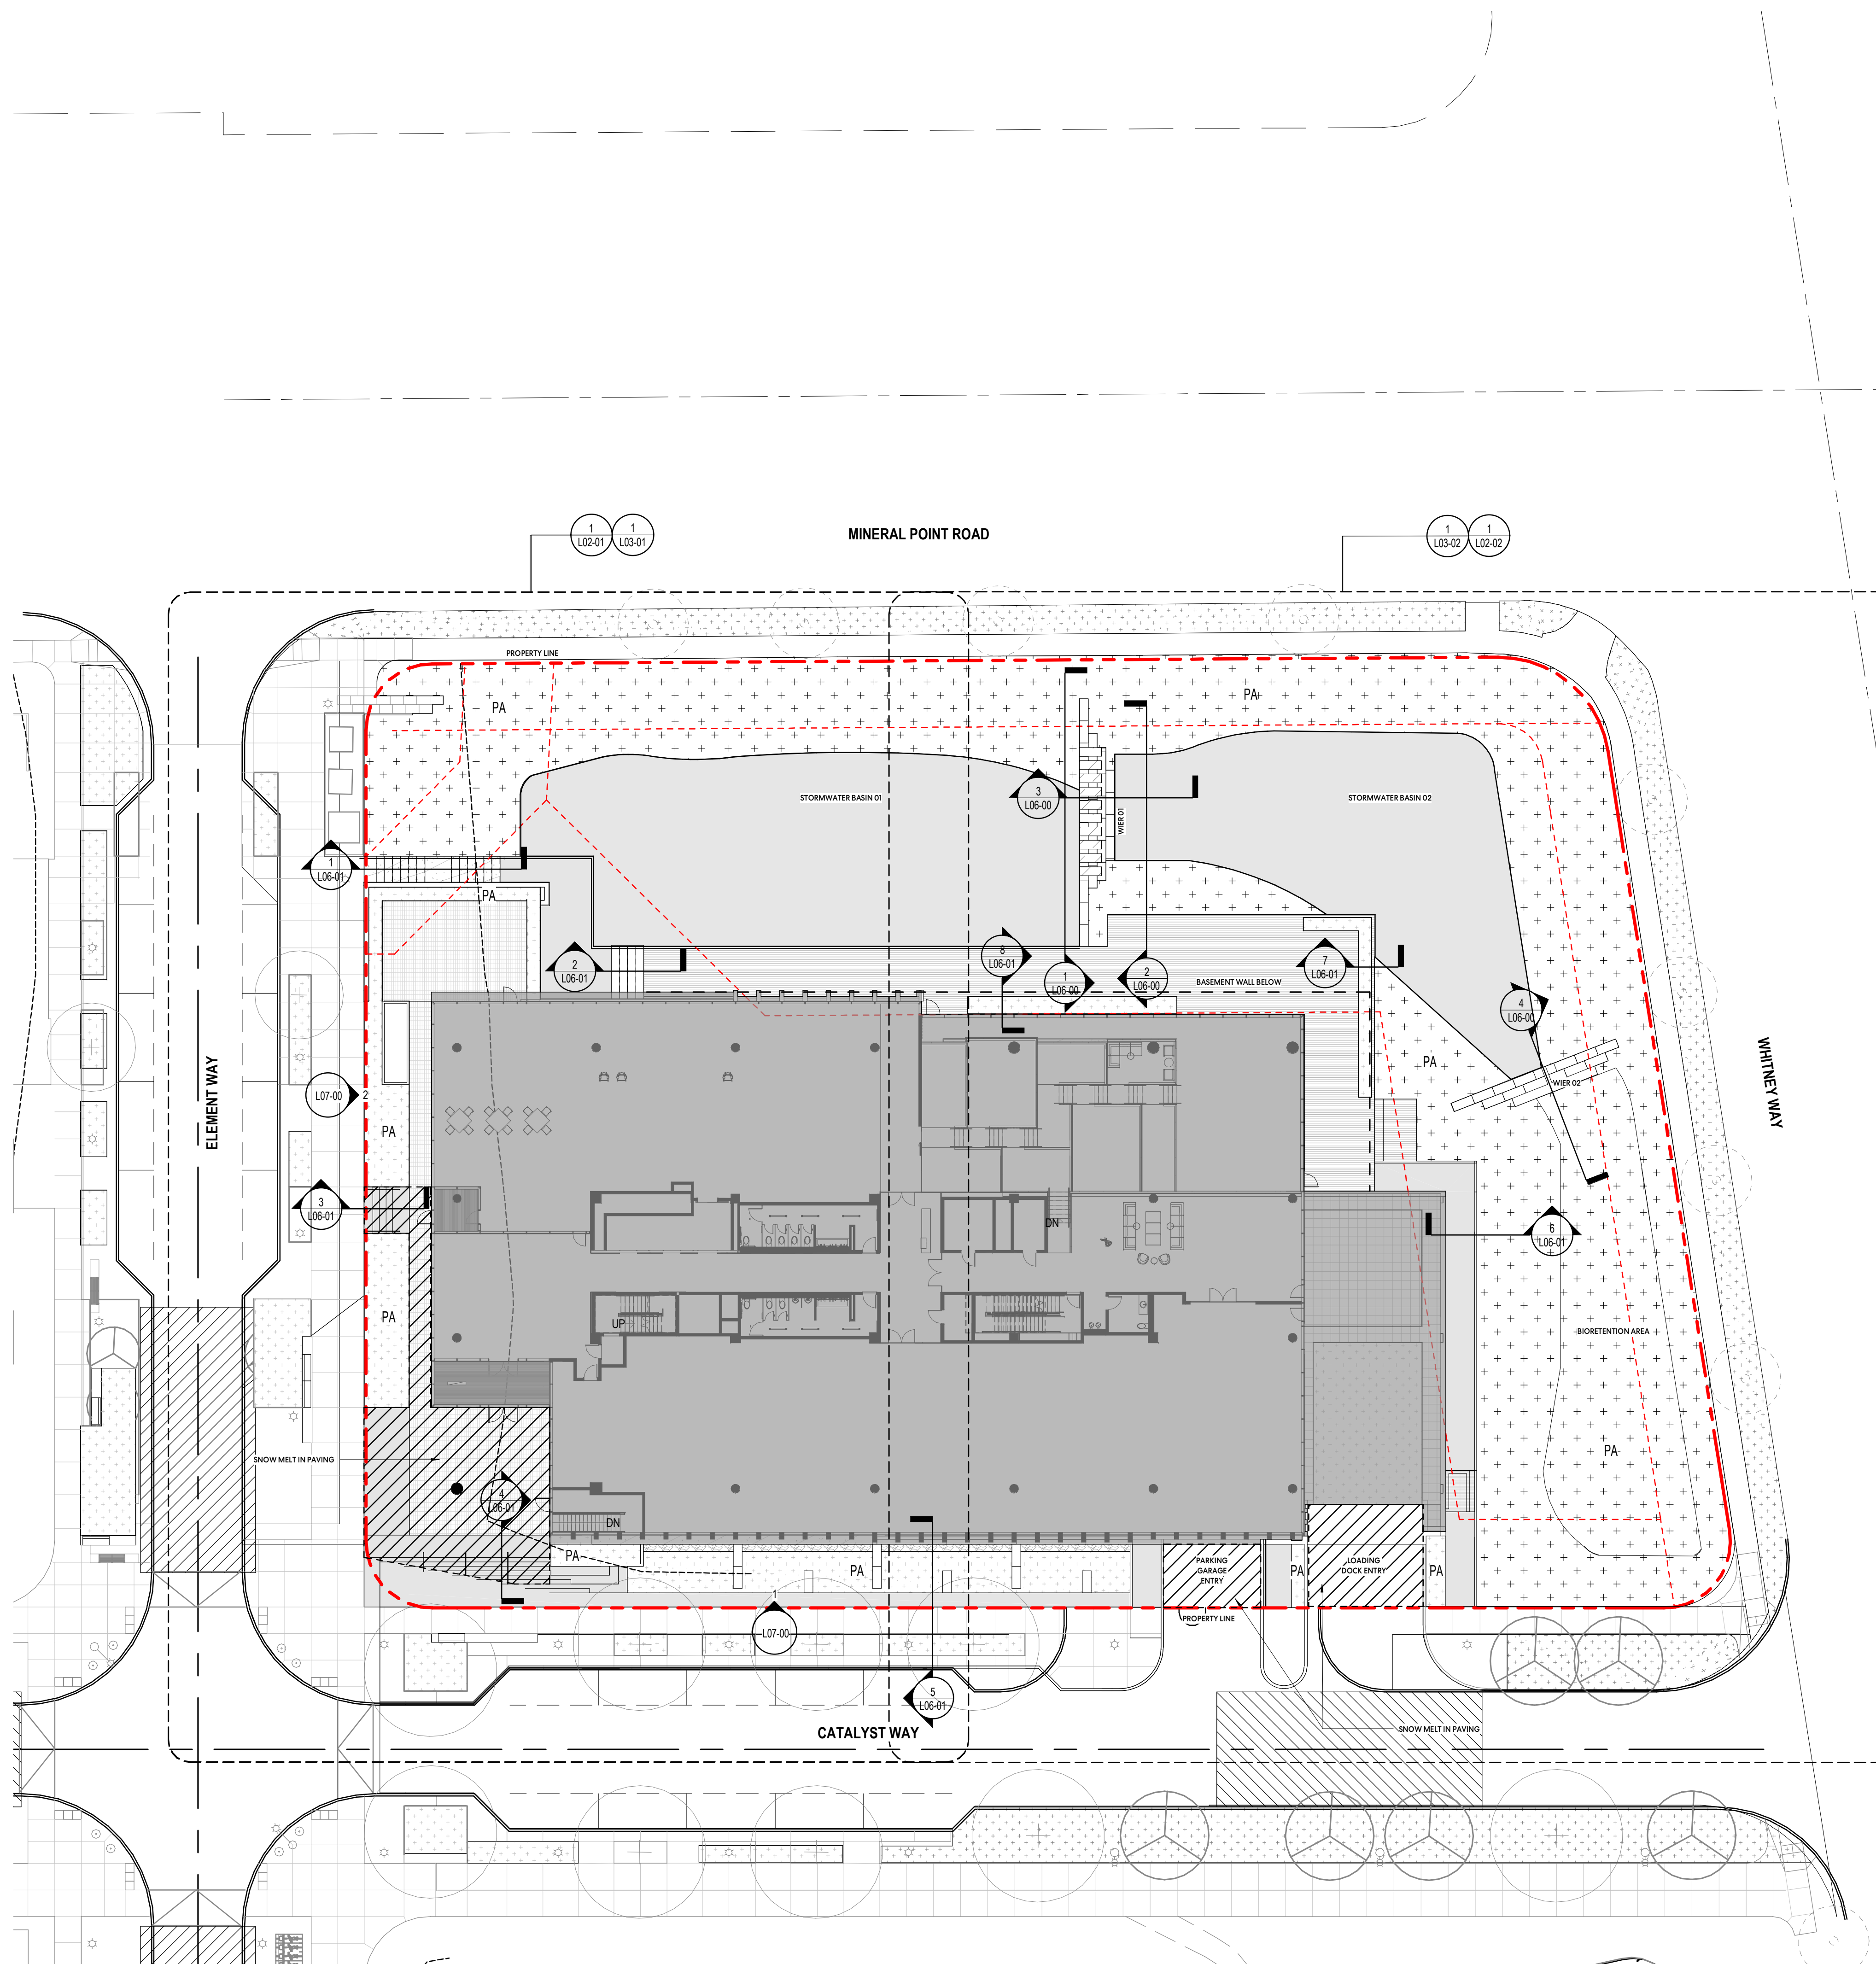 1
L02-01
1
L03-01
MINERAL POINT ROAD
1
L03-02
1
L02-02
PROPERTY LINE
PA
PA
STORMWATER BASIN 01
3
L06-00
WIER 01
STORMWATER BASIN 02
1
L06-01
PA
2
L06-01
8
L06-01
1
L06-00
2
L06-00
BASEMENT WALL BELOW
7
L06-01
4
L06-00
WHITNEY WAY
ELEMENT WAY
L07-00
2
PA
WIER 02
PA
3
L06-01
DN
6
L06-01
PA
UP
BIORETENTION AREA
PA
SNOW MELT IN PAVING
4
L06-01
DN
PA
PA
PARKING
GARAGE
ENTRY
PA
LOADING
DOCK ENTRY
PA
1
L07-00
PROPERTY LINE
5
L06-01
CATALYST WAY
SNOW MELT IN PAVING